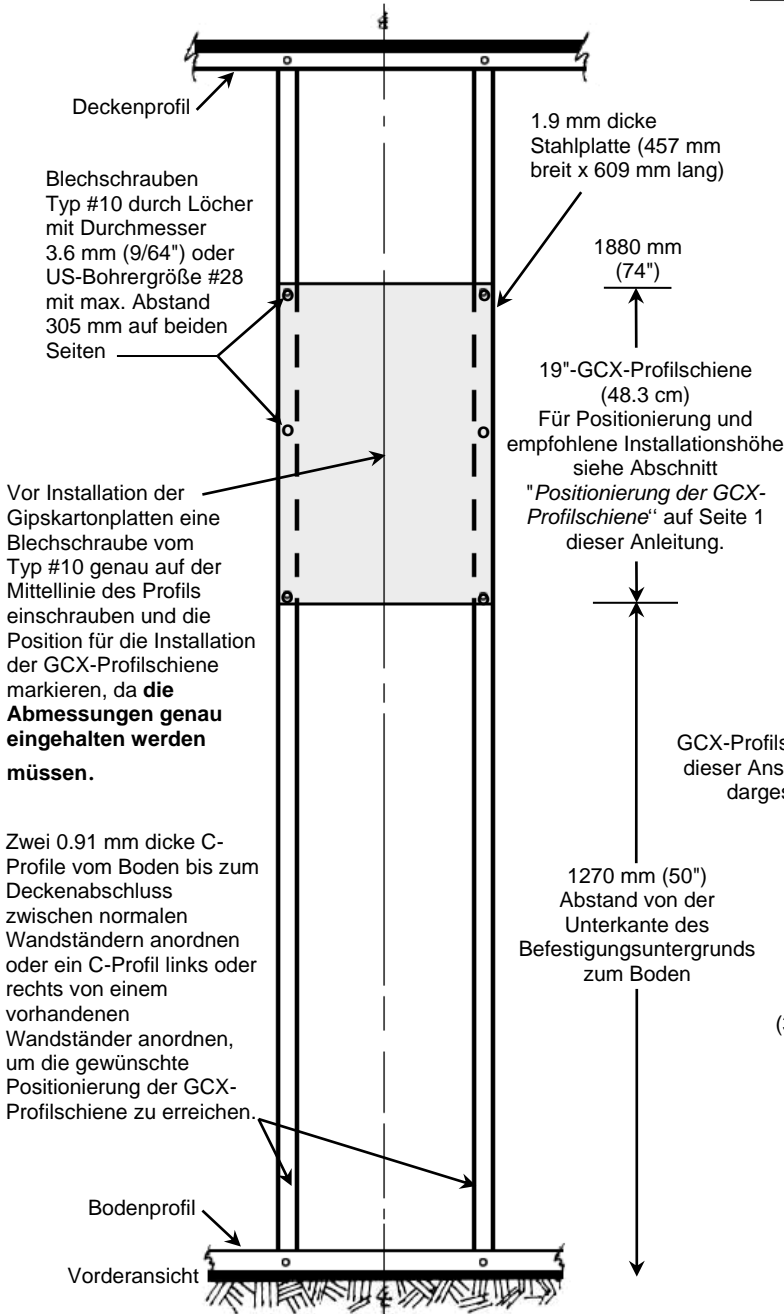 Deckenprofil
Blechschrauben
Typ #10 durch Löcher
mit Durchmesser
3.6 mm (9/64") oder
US-Bohrergröße #28
mit max. Abstand
305 mm auf beiden
Seiten
1.9 mm dicke
Stahlplatte (457 mm
breit x 609 mm lang)
1880 mm
(74")
19"-GCX-Profilschiene
(48.3 cm)
Für Positionierung und
empfohlene Installationshöhe
siehe Abschnitt
"Positionierung der GCX-
Profilschiene“ auf Seite 1
dieser Anleitung.
Vor Installation der
Gipskartonplatten eine
Blechschraube vom
Typ #10 genau auf der
Mittellinie des Profils
einschrauben und die
Position für die Installation
der GCX-Profilschiene
markieren, da die
Abmessungen genau
eingehalten werden
müssen.
GCX-Profils
dieser Ans
darges
Zwei 0.91 mm dicke C-
Profile vom Boden bis zum
Deckenabschluss
zwischen normalen
Wandständern anordnen
oder ein C-Profil links oder
rechts von einem
vorhandenen
Wandständer anordnen,
um die gewünschte
Positionierung der GCX-
Profilschiene zu erreichen.
1270 mm (50")
Abstand von der
Unterkante des
Befestigungsuntergrunds
zum Boden
Bodenprofil
Vorderansicht